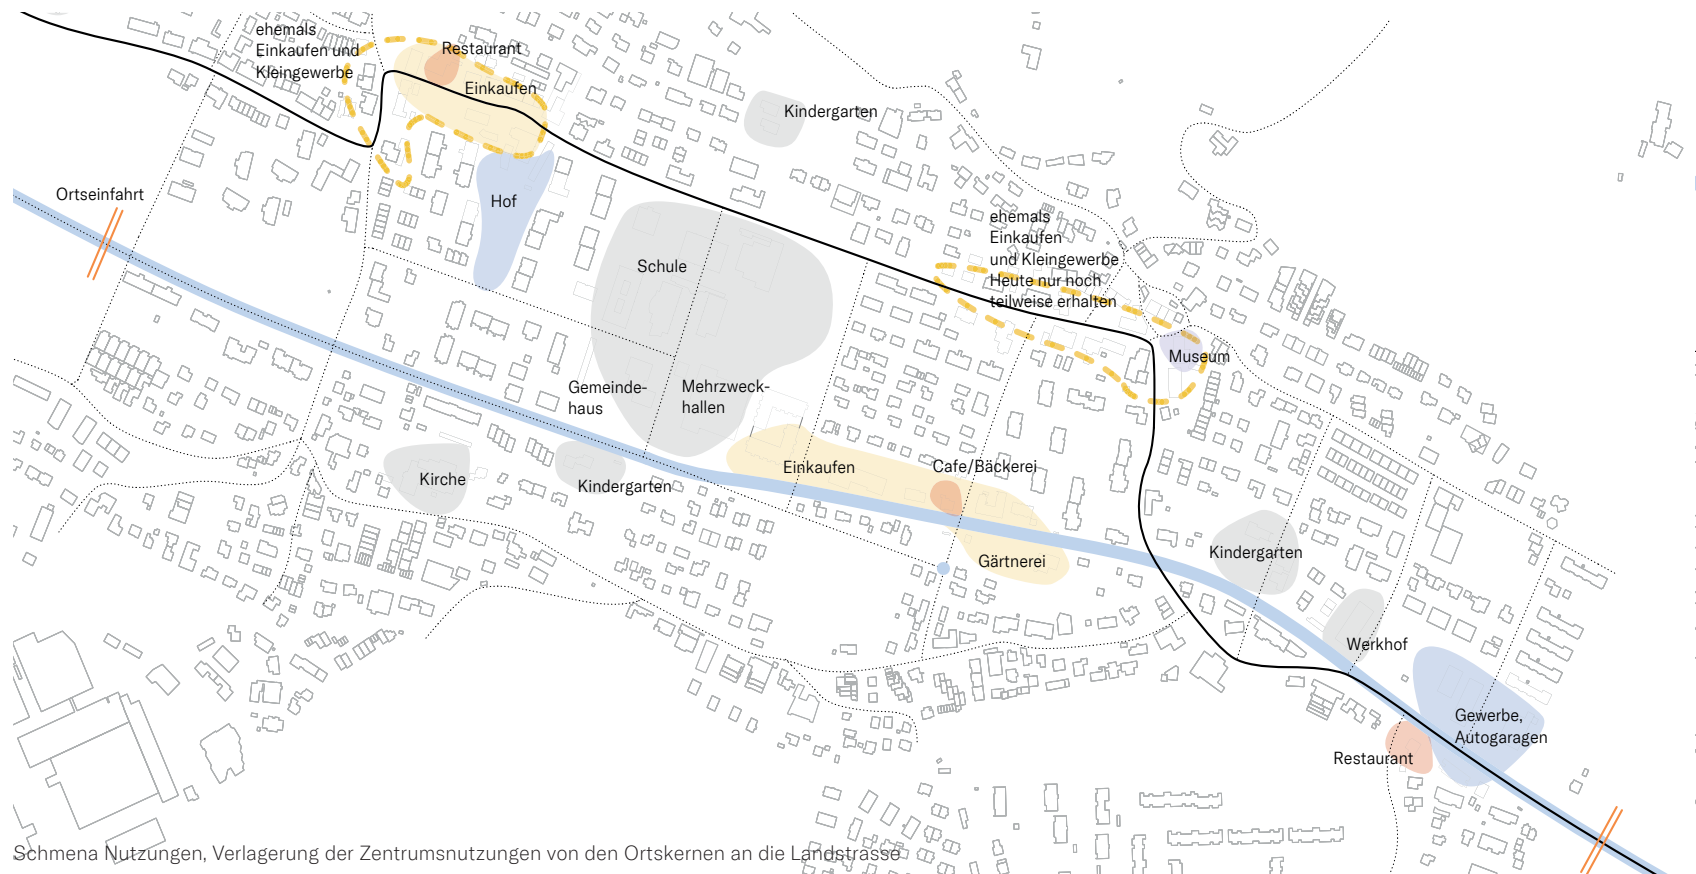 ehemals
Einkaufen und
Kleingewerbe
Restaurant
Einkaufen
Kindergarten
Ortseinfahrt
Hof
ehemals
Einkaufen
und Kleingewerbe
Heute nur noch
teilweise erhalten
Schule
Museum
Gemeinde-
haus
Mehrzweck-
hallen
Kirche
Kindergarten
Einkaufen
Cafe/Bäckerei
Gärtnerei
Kindergarten
Werkhof
Gewerbe,
Autogaragen
Restaurant
Schmena Nutzungen, Verlagerung der Zentrumsnutzungen von den Ortskernen an die Landstrasse